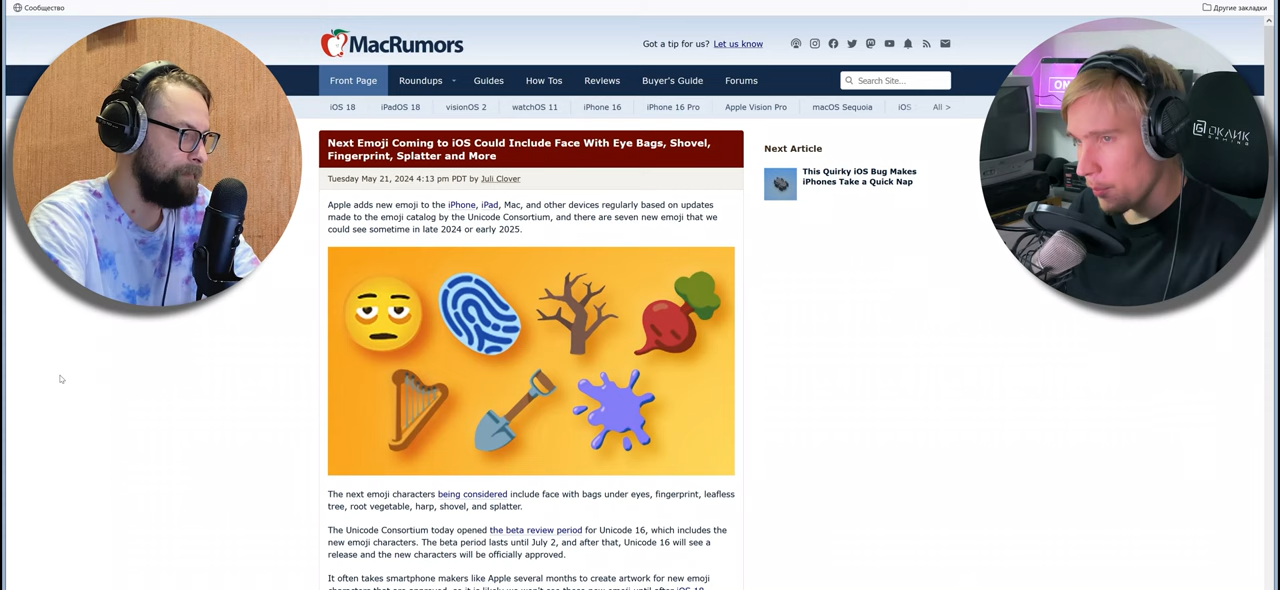 Сообщество
Другие закладки
MacRumors
Got a tip for us? Let us know
Front Page Roundups Guides How Tos Reviews Buyer's Guide Forums Search Site...
iOS 18 iPadOS 18 visionOS 2 watchOS 11 iPhone 16 iPhone 16 Pro Apple Vision Pro macOS Sequoia iOS All >
Next Emoji Coming to iOS Could Include Face With Eye Bags, Shovel,
Fingerprint, Splatter and More
Tuesday May 21, 2024 4:13 pm PDT by Juli Clover
Apple adds new emoji to the iPhone, iPad, Mac, and other devices regularly based on updates
made to the emoji catalog by the Unicode Consortium, and there are seven new emoji that we
could see sometime in late 2024 or early 2025.
The next emoji characters being considered include face with bags under eyes, fingerprint, leafless
tree, root vegetable, harp, shovel, and splatter.
The Unicode Consortium today opened the beta review period for Unicode 16, which includes the
new emoji characters. The beta period lasts until July 2, and after that, Unicode 16 will see a
release and the new characters will be officially approved.
It often takes smartphone makers like Apple several months to create artwork for new emoji
Next Article
This Quirky iOS Bug Makes
iPhones Take a Quick Nap
ON
ОКЛИК
GAMING